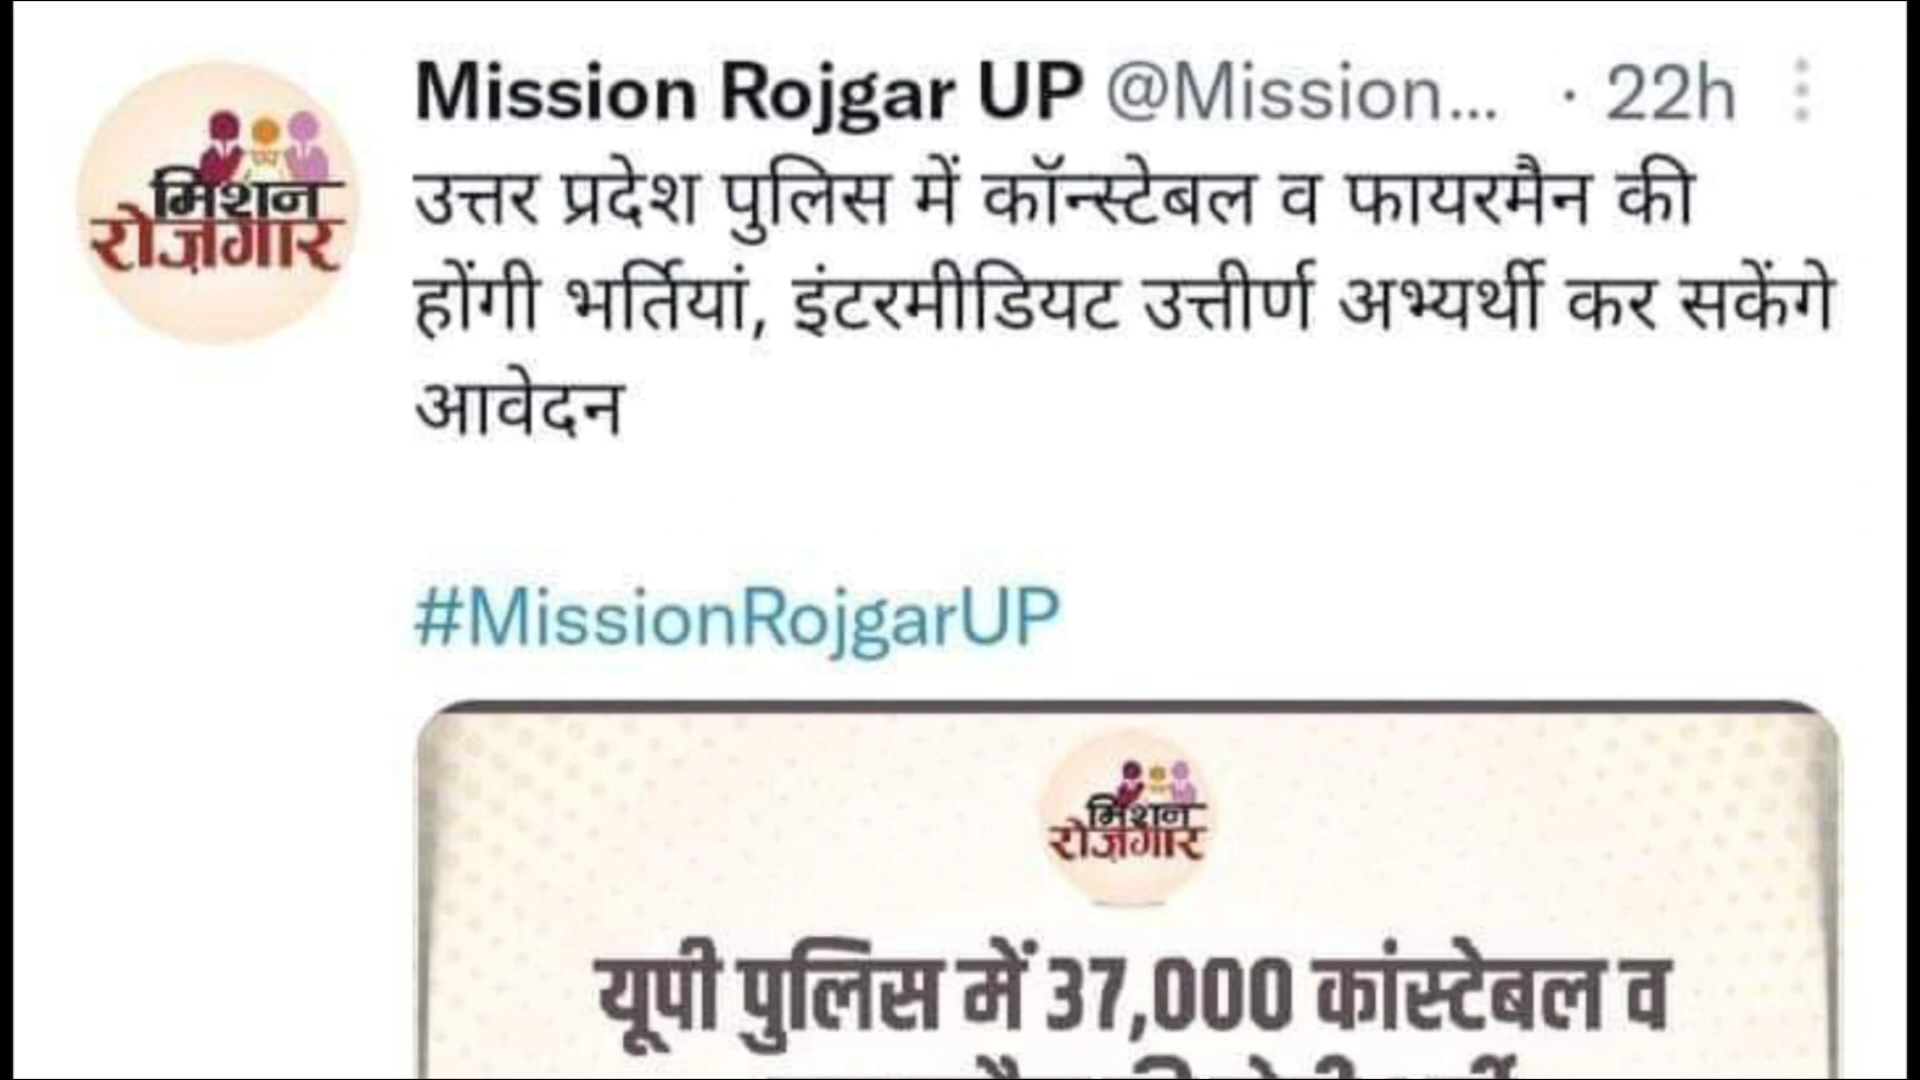 Mission Rojgar UP @Mission... · 22h
मिशन
रोज़गार
उत्तर प्रदेश पुलिस में कॉन्स्टेबल व फायरमैन की
होंगी भर्तियां, इंटरमीडियट उत्तीर्ण अभ्यर्थी कर सकेंगे
आवेदन
#MissionRojgarUP
मिशन
रोज़गार
यूपी पुलिस में 37,000 कांस्टेबल व